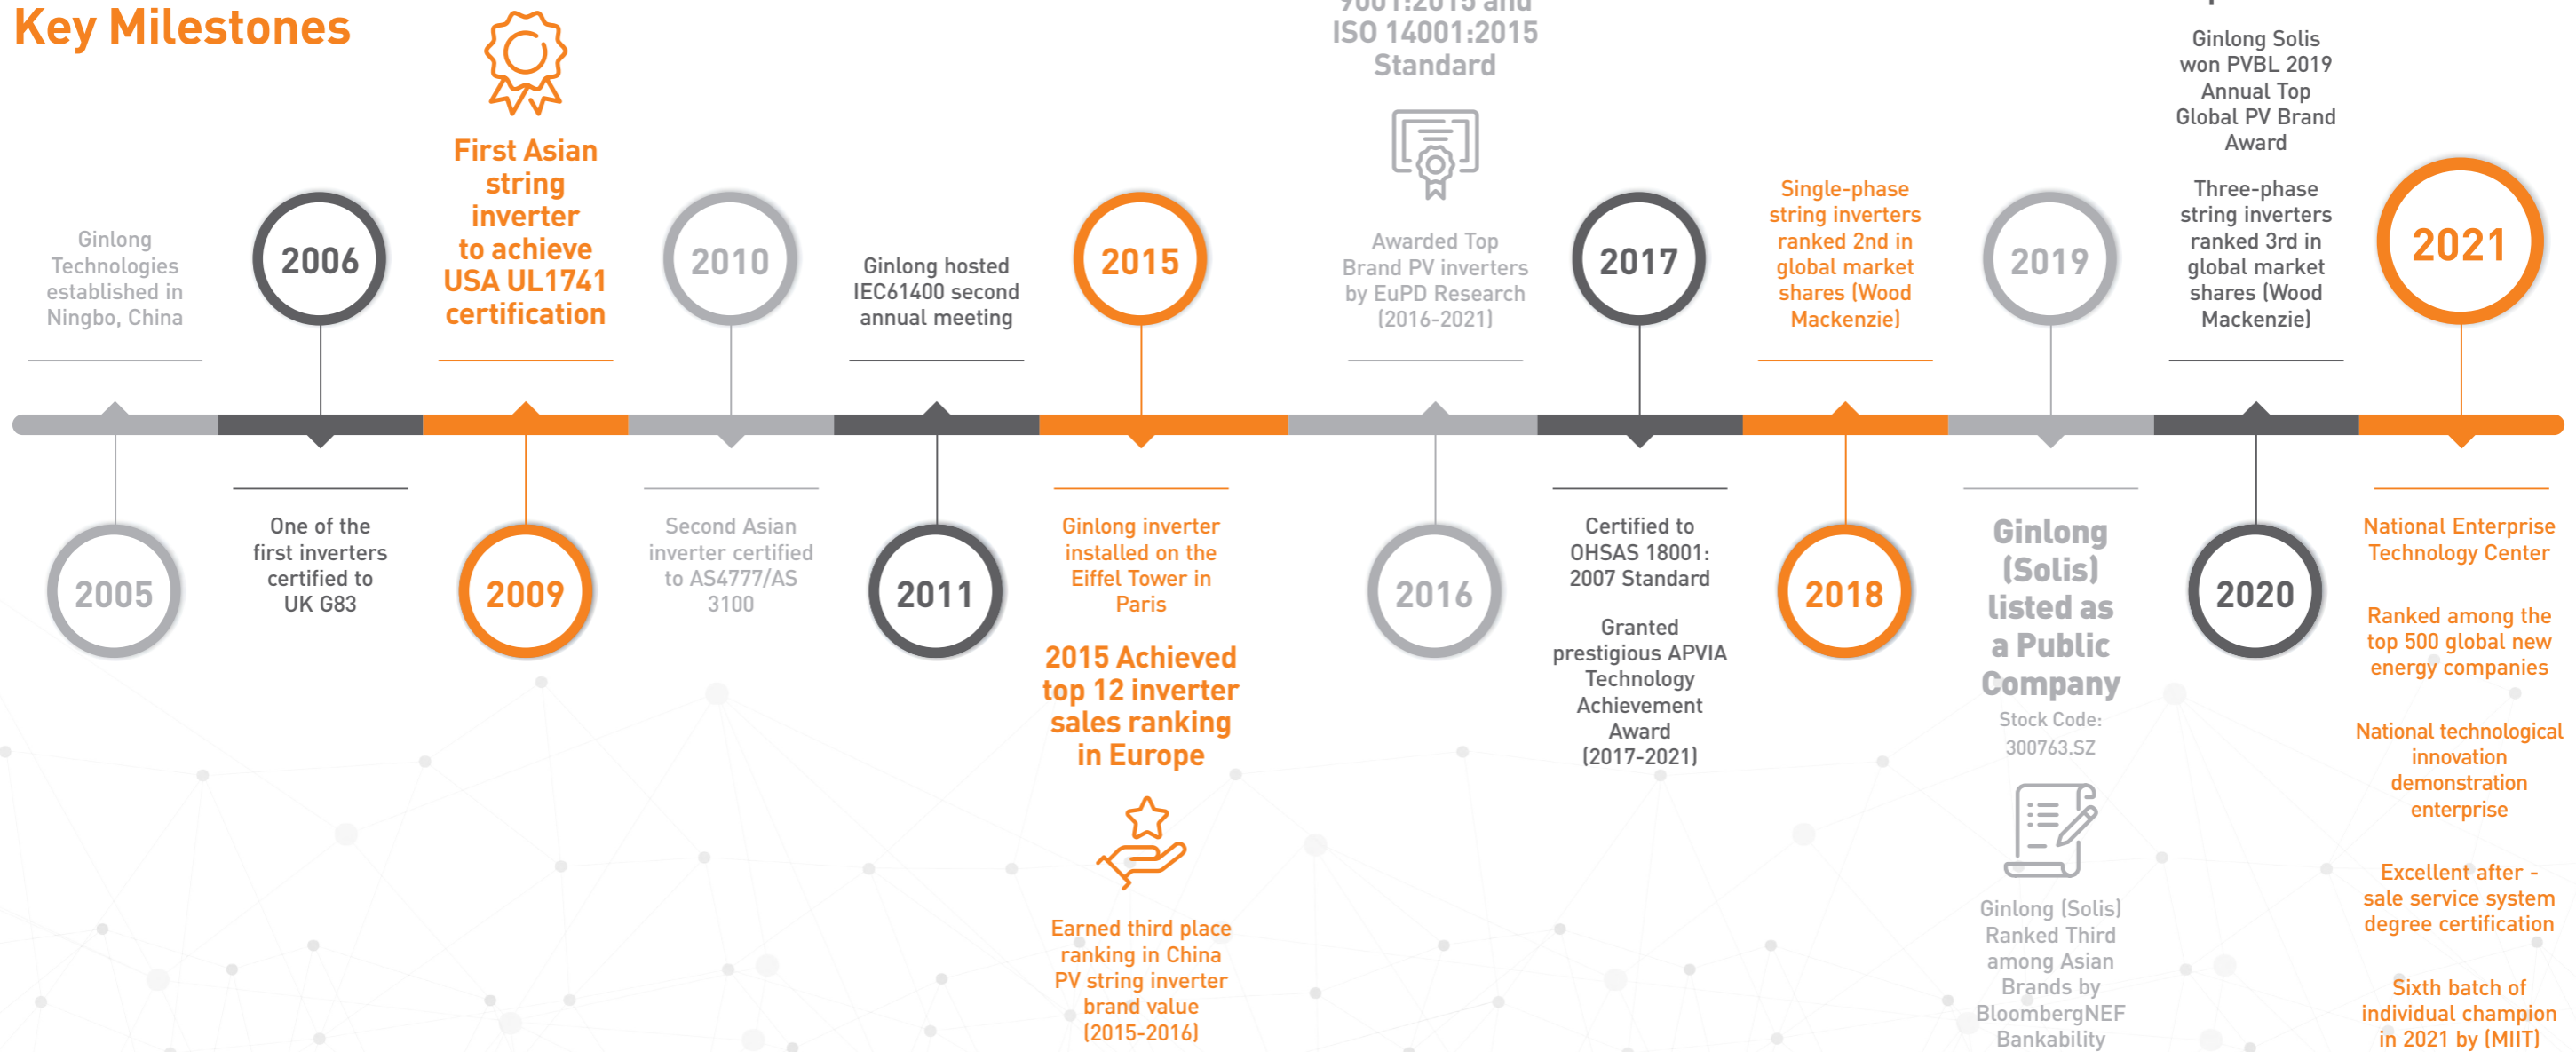 Key Milestones
Ginlong
Technologies
established in
Ningbo, China
2005
2006
One of the
first inverters
certified to
UK G83
First Asian
string
inverter
to achieve
USA UL1741
certification
2009
2010
Second Asian
inverter certified
to AS4777/AS
3100
Ginlong hosted
IEC61400 second
annual meeting
2011
2015
Ginlong inverter
installed on the
Eiffel Tower in
Paris
2015 Achieved
top 12 inverter
sales ranking
in Europe
Earned third place
ranking in China
PV string inverter
brand value
(2015-2016)
9001:2015 and
ISO 14001:2015
Standard
Awarded Top
Brand PV inverters
by EuPD Research
(2016-2021)
2016
2017
Certified to
OHSAS 18001:
2007 Standard
Granted
prestigious APVIA
Technology
Achievement
Award
(2017-2021)
Single-phase
string inverters
ranked 2nd in
global market
shares (Wood
Mackenzie)
2018
2019
Ginlong
(Solis)
listed as
a Public
Company
Stock Code:
300763.SZ
Ginlong (Solis)
Ranked Third
among Asian
Brands by
BloombergNEF
Bankability
Ginlong Solis
won PVBL 2019
Annual Top
Global PV Brand
Award
Three-phase
string inverters
ranked 3rd in
global market
shares (Wood
Mackenzie)
2020
2021
National Enterprise
Technology Center
Ranked among the
top 500 global new
energy companies
National technological
innovation
demonstration
enterprise
Excellent after -
sale service system
degree certification
Sixth batch of
individual champion
in 2021 by (MIIT)